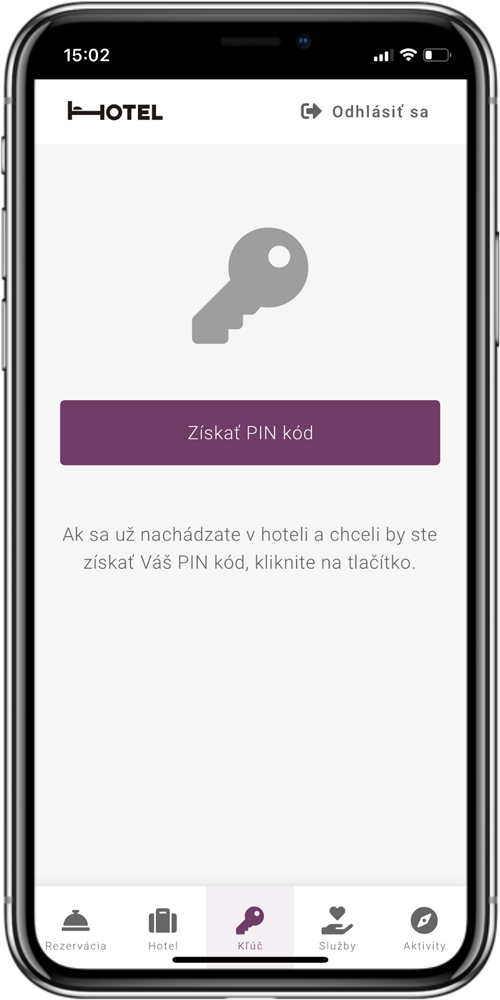 15:02
HOTEL
Odhlásiť sa
Získať PIN kód
Ak sa už nachádzate v hoteli a chceli by ste
získať Váš PIN kód, kliknite na tlačítko.
Rezervácia
Hotel
Kľúč
Služby
Aktivity